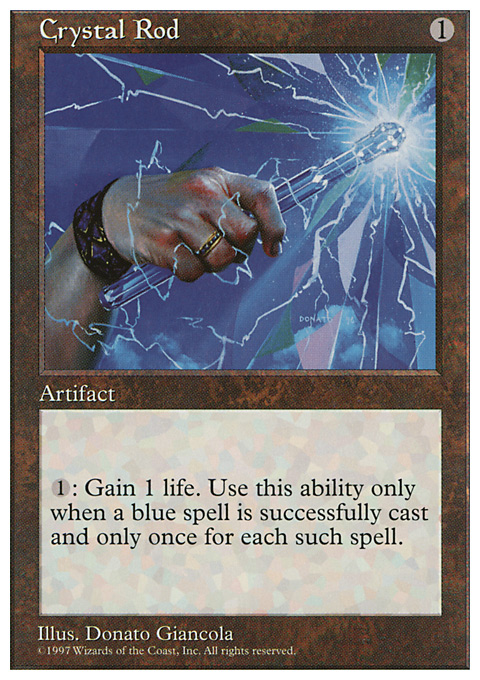 Crystal Rod 1
DONATO
Artifact
1: Gain 1 life. Use this ability only
when a blue spell is successfully cast
and only once for each such spell.
Illus. Donato Giancola
©1997 Wizards of the Coast, Inc. All rights reserved.